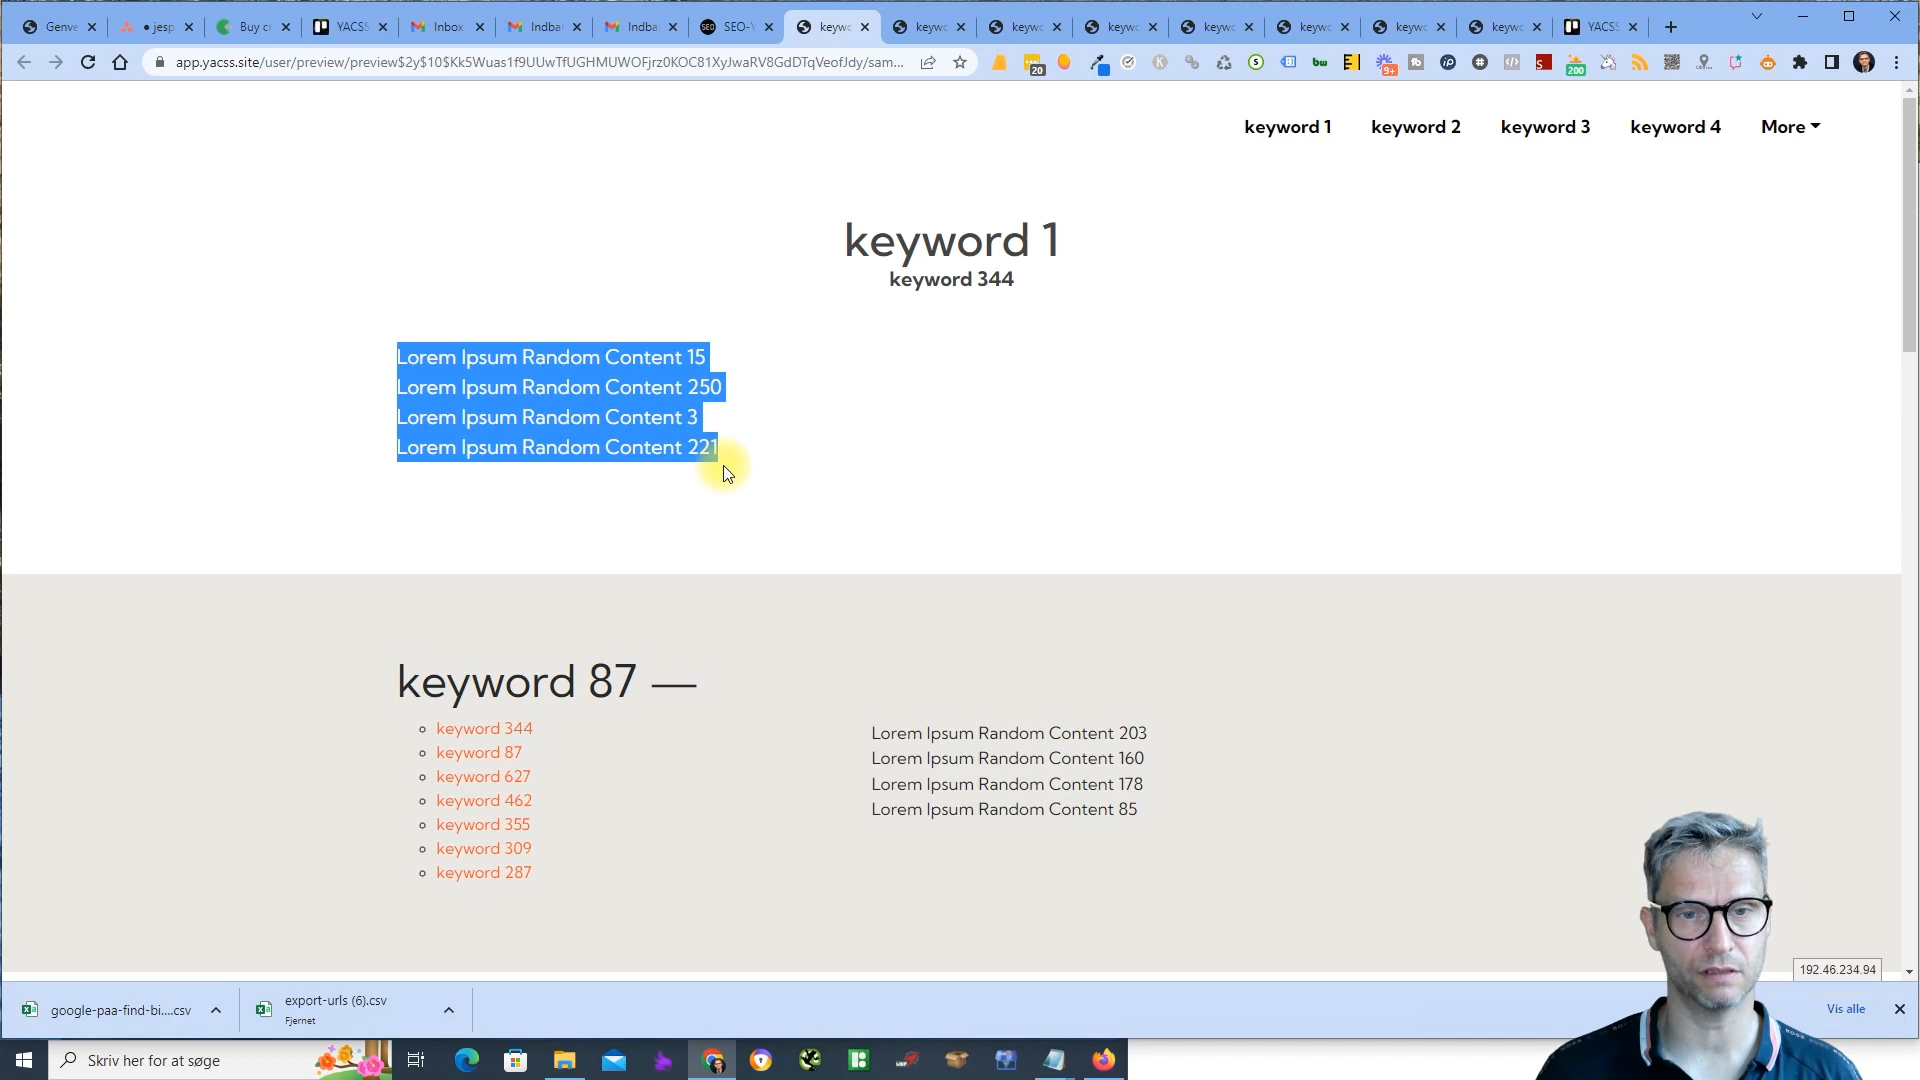 Genve
• jesp
Buy cr
YACSS
Inbox
Indba
Indba
SEO-Y
keywo
keywo
keywo
keywo
keywo
keywo
keywo
keywo
YACSS
app.yacss.site/user/preview/preview$2y$10$Kk5Wuas1f9UUwTfUGHMUWOFjrz0KOC81XyJwaRV8GdDTqVeofJdy/sam...
20
bw
9+
200
keyword 1
keyword 2
keyword 3
keyword 4
More
keyword 1
keyword 344
Lorem Ipsum Random Content 15
Lorem Ipsum Random Content 250
Lorem Ipsum Random Content 3
Lorem Ipsum Random Content 221
keyword 87 —
keyword 344
keyword 87
keyword 627
keyword 462
keyword 355
keyword 309
keyword 287
Lorem Ipsum Random Content 203
Lorem Ipsum Random Content 160
Lorem Ipsum Random Content 178
Lorem Ipsum Random Content 85
192.46.234.94
google-paa-find-bi....csv
export-urls (6).csv
Fjernet
Vis alle
Skriv her for at søge